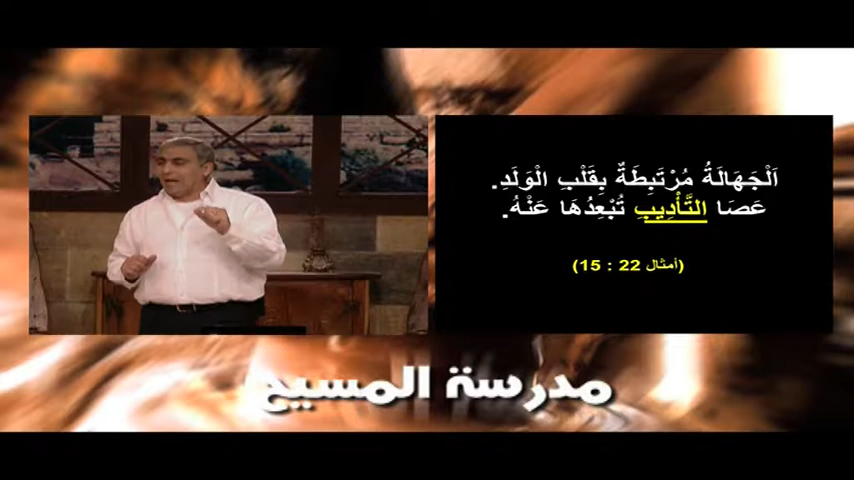 اَلْجَهَالَةُ مُرْتَبِطَةٌ بِقَلْبِ الْوَلَدِ.
عَصَا التَّأْدِيبِ تُبْعِدُهَا عَنْهُ.
(أمثال 22 : 15)
مدرسة المسيح